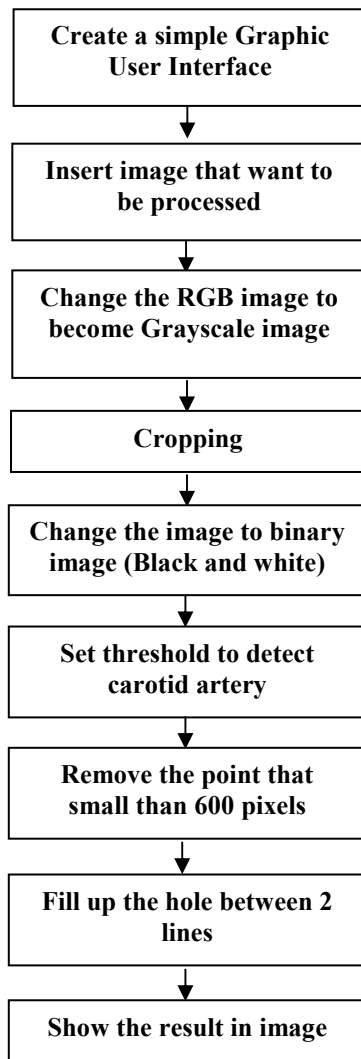 Create a simple Graphic
User Interface
Insert image that want to
be processed
Change the RGB image to
become Grayscale image
Cropping
Change the image to binary
image (Black and white)
Set threshold to detect
carotid artery
Remove the point that
small than 600 pixels
Fill up the hole between 2
lines
Show the result in image